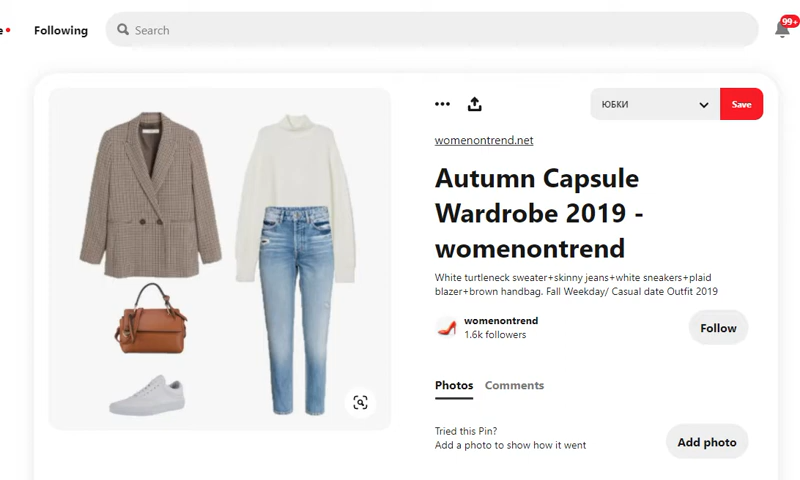 Following
Search
99+
ЮБКИ
Save
womenontrend.net
Autumn Capsule
Wardrobe 2019 -
womenontrend
White turtleneck sweater+skinny jeans+white sneakers+plaid
blazer+brown handbag. Fall Weekday/ Casual date Outfit 2019
womenontrend
1.6k followers
Follow
Photos Comments
Tried this Pin?
Add a photo to show how it went
Add photo